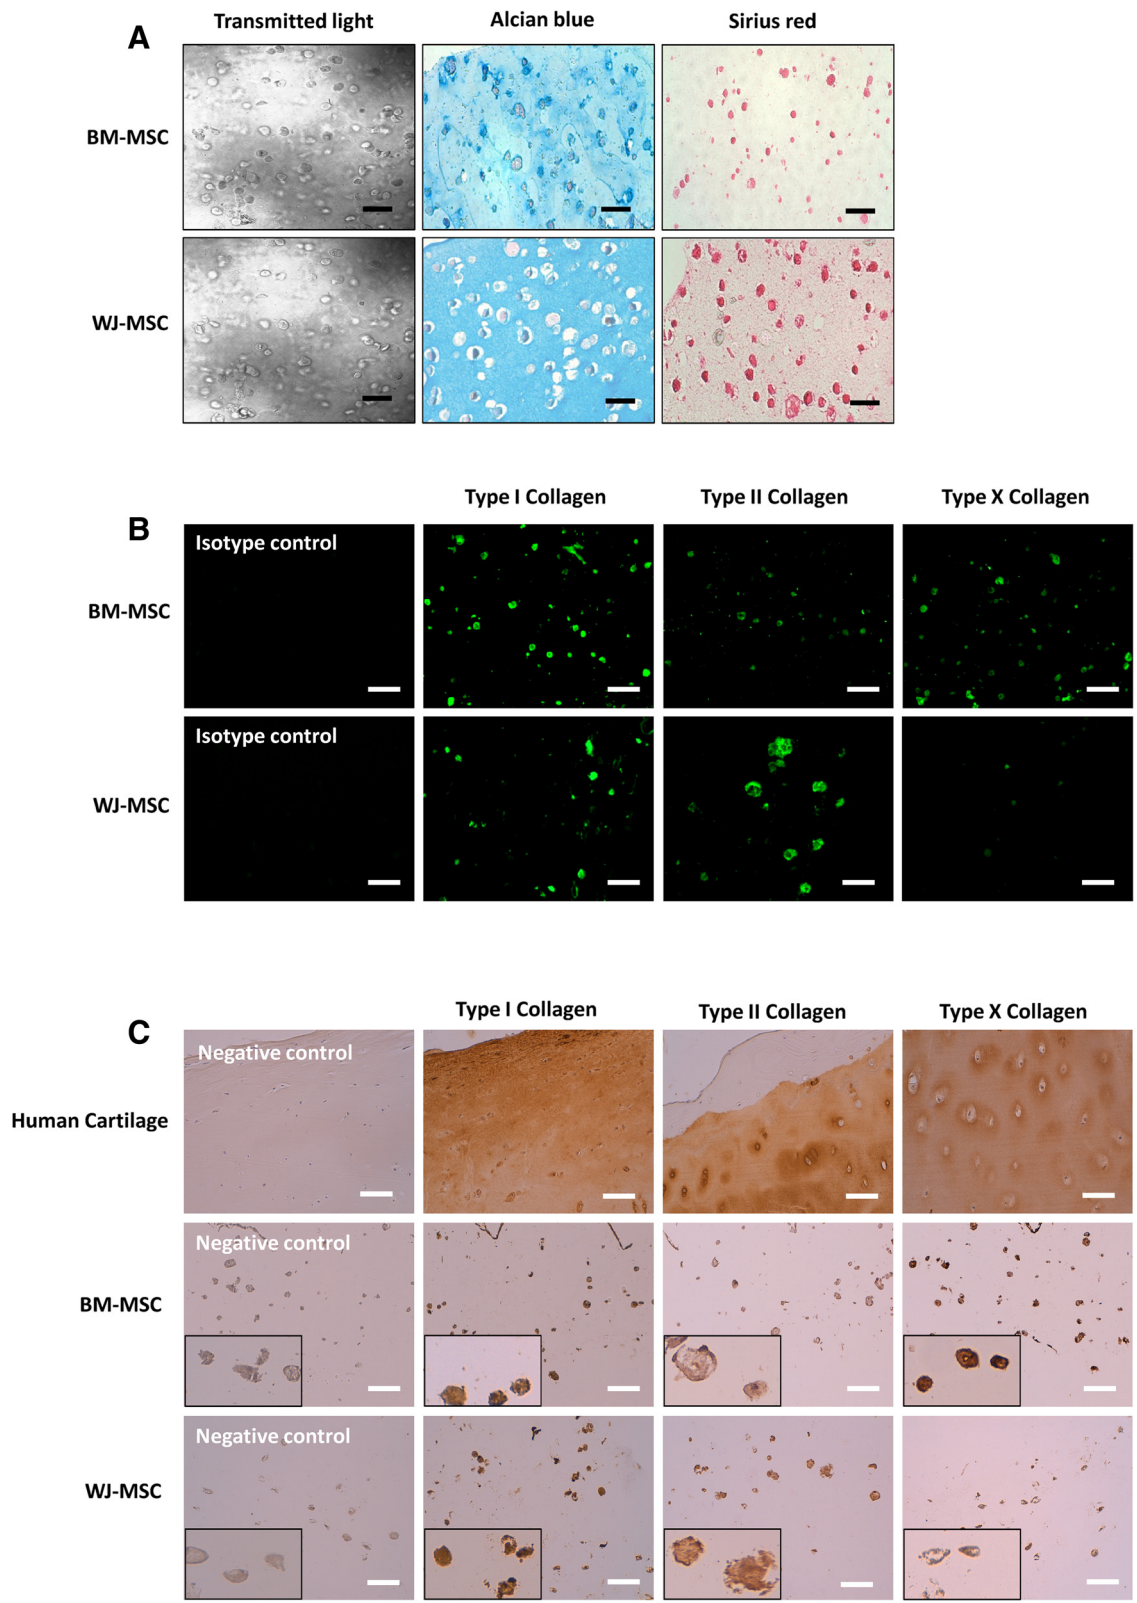 A
Transmitted light
Alcian blue
Sirius red
BM-MSC
WJ-MSC
B
Type I Collagen
Type II Collagen
Type X Collagen
BM-MSC
Isotype control
WJ-MSC
Isotype control
C
Type I Collagen
Type II Collagen
Type X Collagen
Human Cartilage
Negative control
BM-MSC
Negative control
WJ-MSC
Negative control